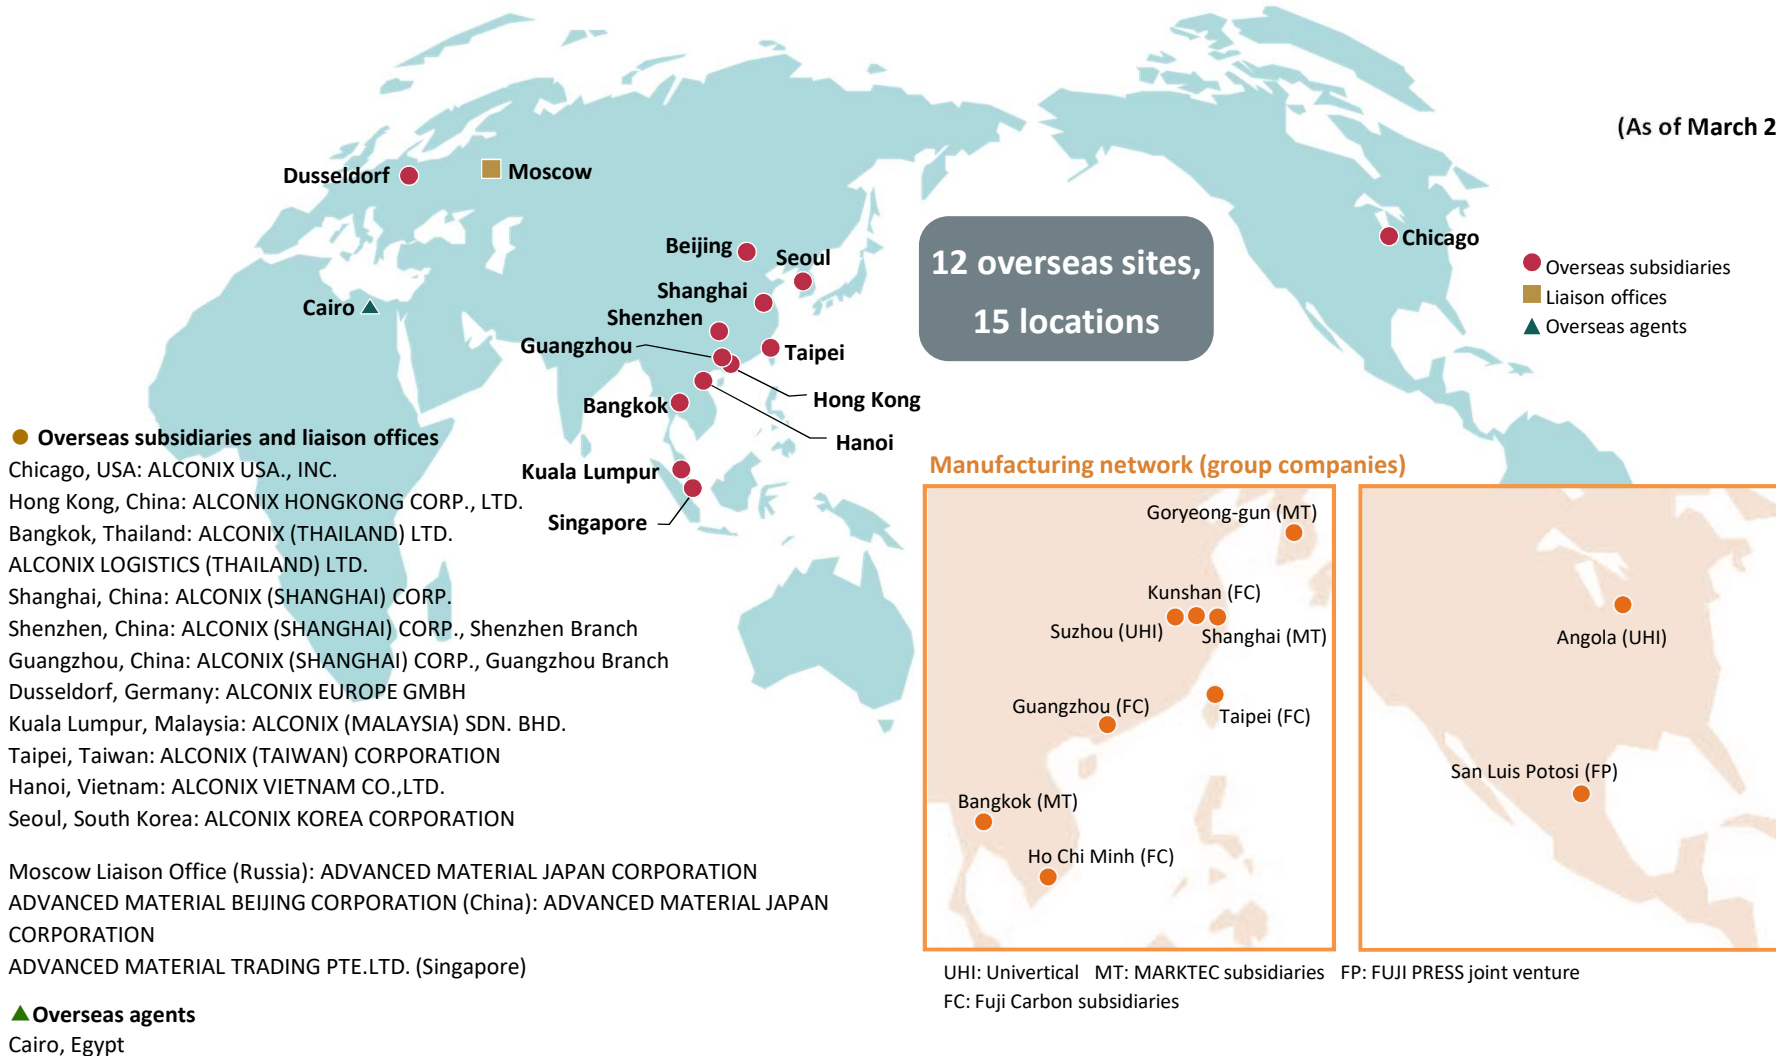 (As of March 2
Dusseldorf
Moscow
Beijing
Seoul
Chicago
12 overseas sites,
15 locations
Overseas subsidiaries
Liaison offices
Overseas agents
Shanghai
Cairo
Shenzhen
Guangzhou
Taipei
Hong Kong
Bangkok
Hanoi
Kuala Lumpur
Singapore
Overseas subsidiaries and liaison offices
Chicago, USA: ALCONIX USA., INC.
Hong Kong, China: ALCONIX HONGKONG CORP., LTD.
Bangkok, Thailand: ALCONIX (THAILAND) LTD.
ALCONIX LOGISTICS (THAILAND) LTD.
Shanghai, China: ALCONIX (SHANGHAI) CORP.
Shenzhen, China: ALCONIX (SHANGHAI) CORP., Shenzhen Branch
Guangzhou, China: ALCONIX (SHANGHAI) CORP., Guangzhou Branch
Dusseldorf, Germany: ALCONIX EUROPE GMBH
Kuala Lumpur, Malaysia: ALCONIX (MALAYSIA) SDN. BHD.
Taipei, Taiwan: ALCONIX (TAIWAN) CORPORATION
Hanoi, Vietnam: ALCONIX VIETNAM CO.,LTD.
Seoul, South Korea: ALCONIX KOREA CORPORATION
Moscow Liaison Office (Russia): ADVANCED MATERIAL JAPAN CORPORATION
ADVANCED MATERIAL BEIJING CORPORATION (China): ADVANCED MATERIAL JAPAN
CORPORATION
ADVANCED MATERIAL TRADING PTE.LTD. (Singapore)
Overseas agents
Cairo, Egypt
Manufacturing network (group companies)
Goryeong-gun (MT)
Kunshan (FC)
Suzhou (UHI)
Shanghai (MT)
Guangzhou (FC)
Taipei (FC)
Bangkok (MT)
Ho Chi Minh (FC)
Angola (UHI)
San Luis Potosi (FP)
UHI: Univertical MT: MARKTEC subsidiaries FP: FUJI PRESS joint venture
FC: Fuji Carbon subsidiaries